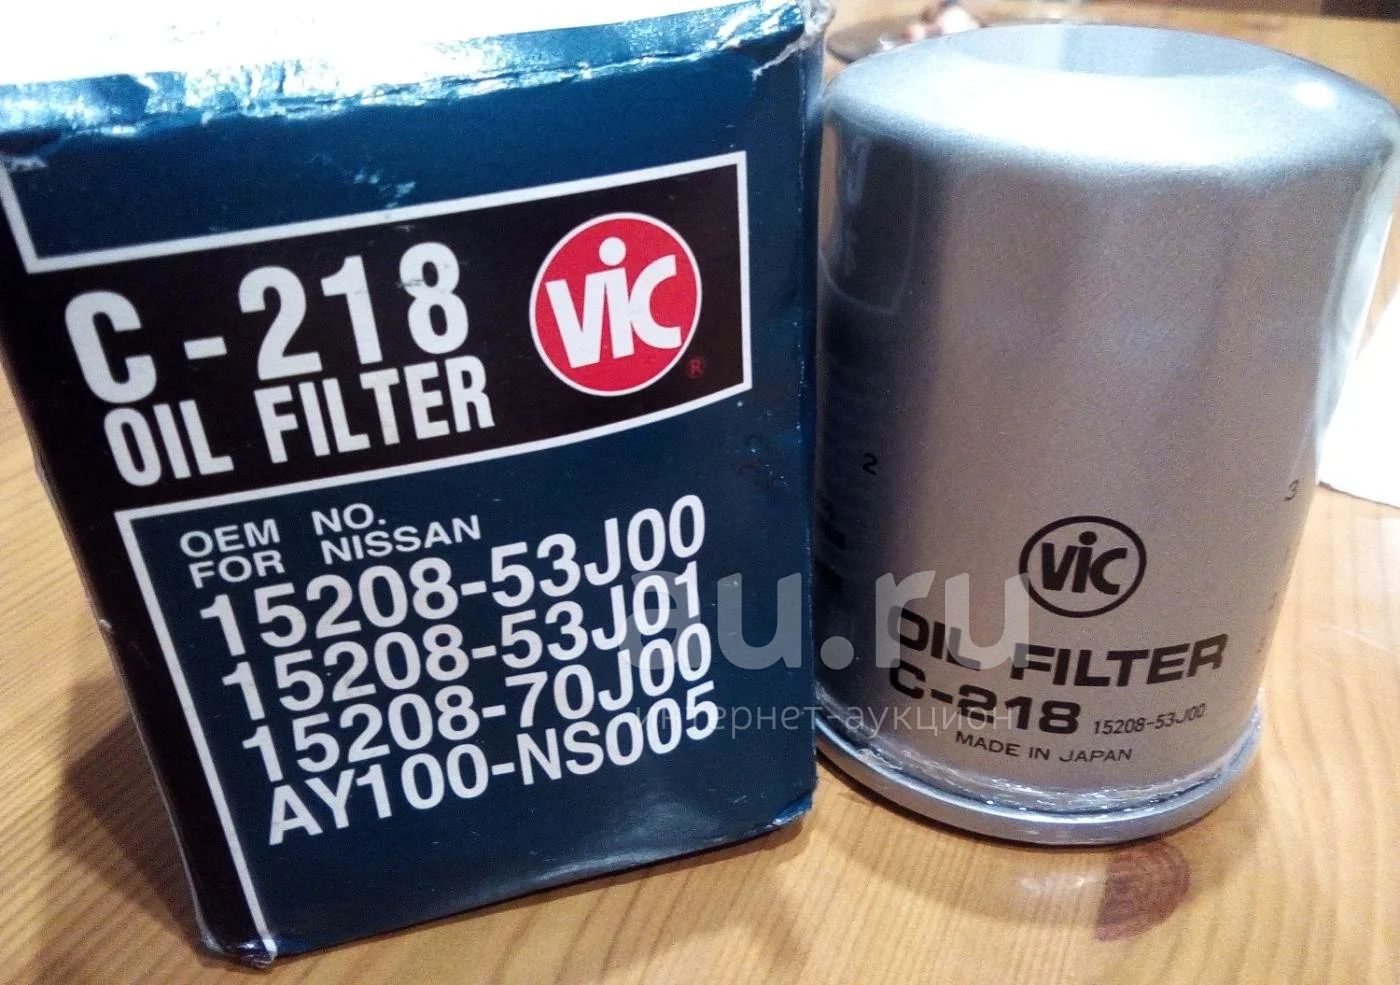 C-218
OIL FILTER
VIC
®
OEM NO.
FOR NISSAN
15208-53J00
15208-53J01
15208-70J00
AY100-NS005
2
3
VIC
OIL FILTER
C-218 15208-53J00
MADE IN JAPAN
au.ru
интернет-аукцион